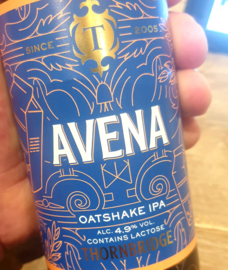 SINCE T 2005
AVENA
OATSHAKE IPA
ALC. 4.9% VOL.
CONTAINS LACTOSE
THORNBRIDGE